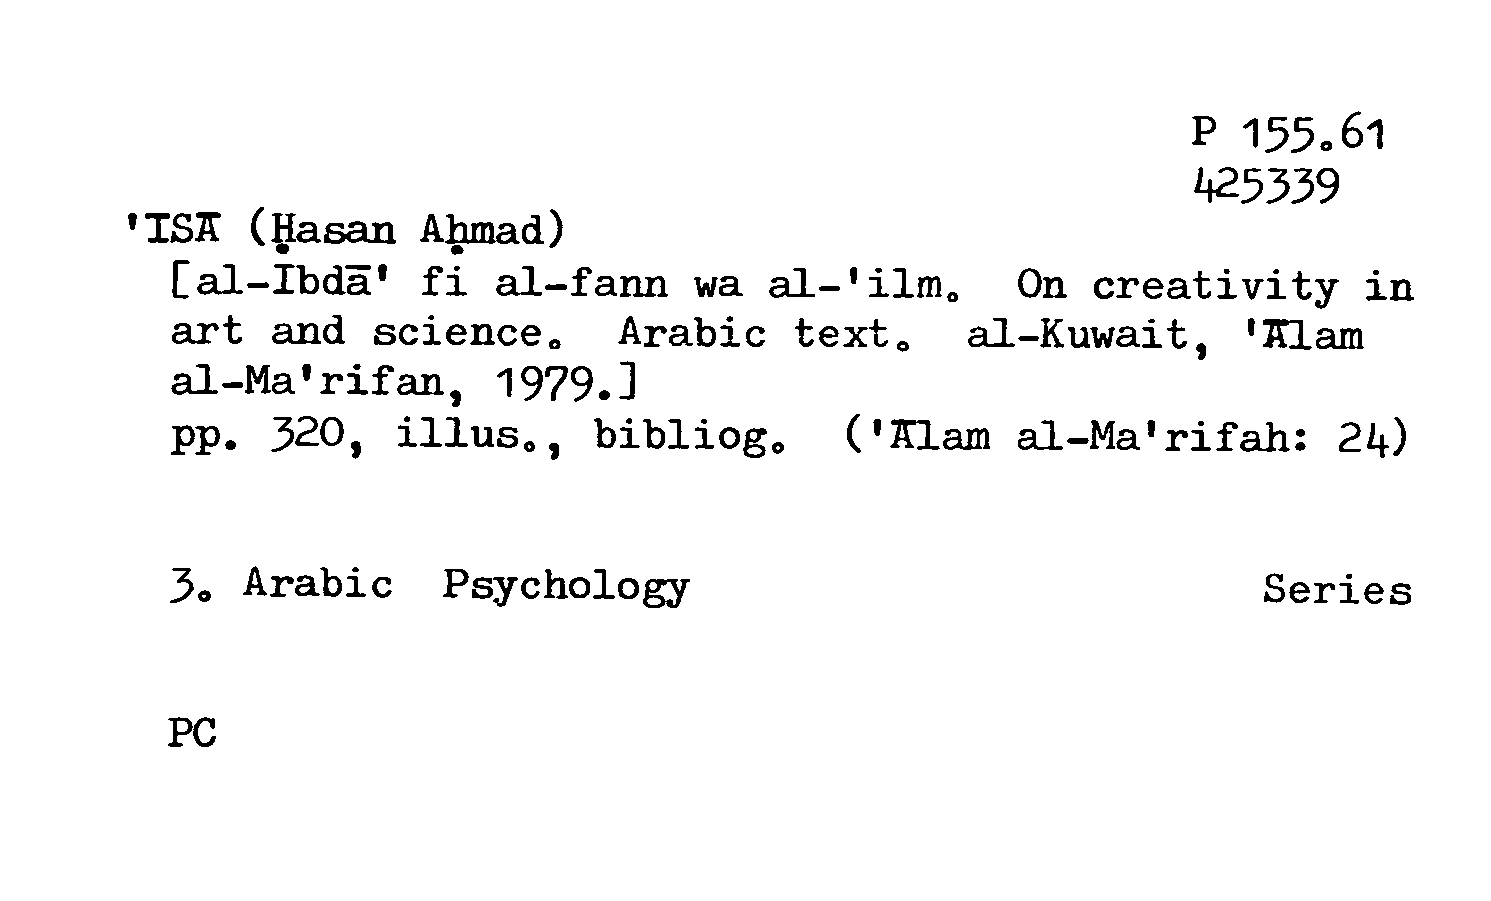 P 155.61
425339
'ISĀ (Ḥasan Aḥmad)
[al-Ibdā' fi al-fann wa al-'ilm. On creativity in
art and science. Arabic text. al-Kuwait, 'Ālam
al-Ma'rifan, 1979.]
pp. 320, illus., bibliog. ('Ālam al-Ma'rifah: 24)
3. Arabic Psychology Series
PC